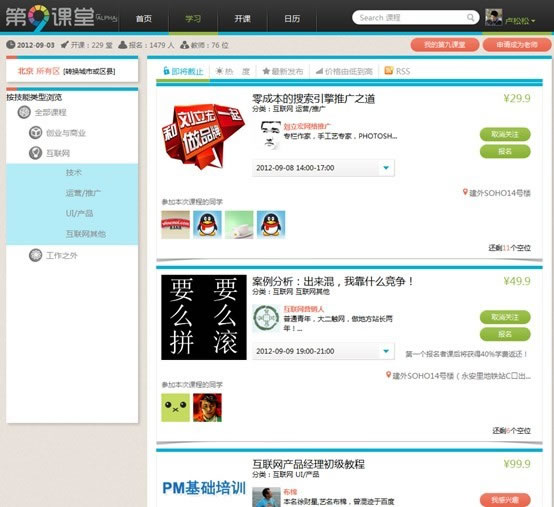 第9课堂 [ALPHA]
首页 学习 开课 日历
Search 课程
卢松松
2012-09-03 开课：229 堂 报名：1479 人 教师：76 位
我的第九课堂 申请成为老师
北京 所有区 [转换城市或区县]
按技能类型浏览
全部课程
创业与商业
互联网
技术
运营/推广
UI/产品
互联网其他
工作之外
即将截止 热 度 最新发布 价格由低到高 RSS
和刘立宏一起
做品牌
零成本的搜索引擎推广之道
¥29.9
分类：互联网 运营/推广
刘立宏网络推广
专栏作家，手工艺专家，PHOTOSH...
取消关注
报名
2012-09-08 14:00-17:00
建外SOHO14号楼
参加本次课程的同学
还剩11个空位
要么拼
要么滚
案例分析：出来混，我靠什么竞争！
¥49.9
分类：互联网 互联网其他
互联网营销人
普通青年，大二触网，做地方站长两
年！...
取消关注
报名
2012-09-09 19:00-21:00
第一个报名者课后将获得40%学费返还！
建外SOHO14号楼（永安里地铁站C口出...
参加本次课程的同学
还剩6个空位
PM基础培训
互联网产品经理初级教程
¥99.9
分类：互联网 UI/产品
布棉
本名徐财星,艺名布棉，曾混迹于百度
我感兴趣